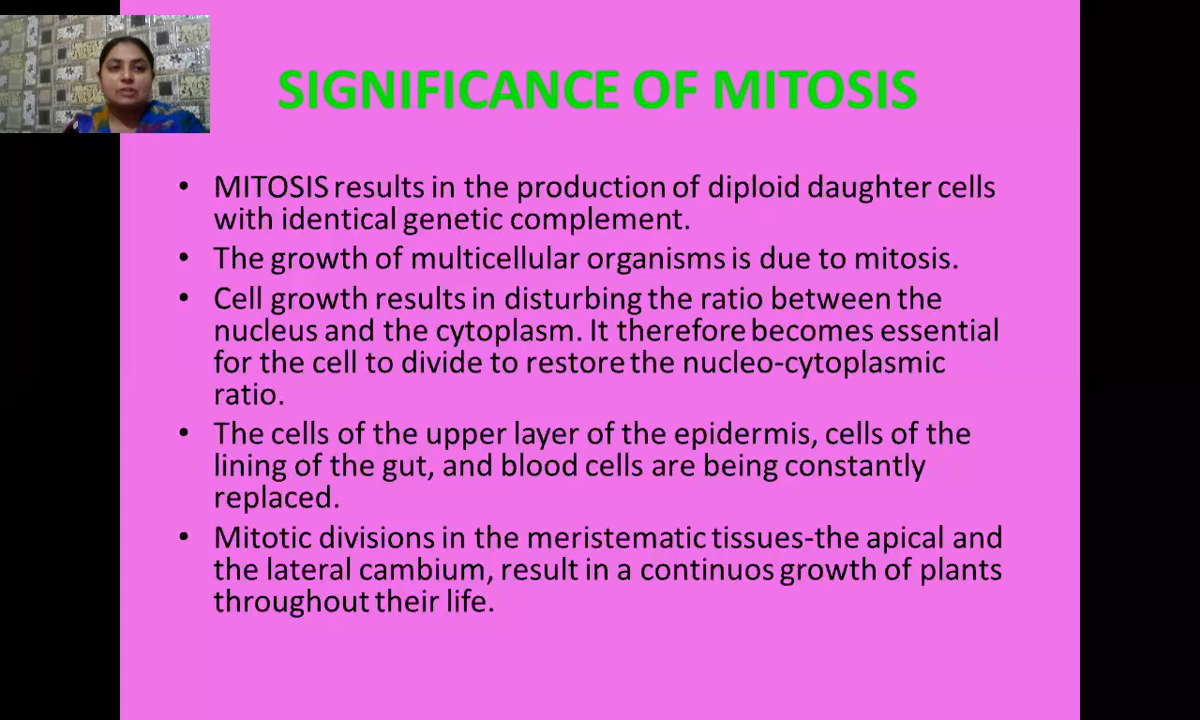 SIGNIFICANCE OF MITOSIS
• MITOSIS results in the production of diploid daughter cells
with identical genetic complement.
• The growth of multicellular organisms is due to mitosis.
• Cell growth results in disturbing the ratio between the
nucleus and the cytoplasm. It therefore becomes essential
for the cell to divide to restore the nucleo-cytoplasmic
ratio.
• The cells of the upper layer of the epidermis, cells of the
lining of the gut, and blood cells are being constantly
replaced.
• Mitotic divisions in the meristematic tissues-the apical and
the lateral cambium, result in a continuos growth of plants
throughout their life.